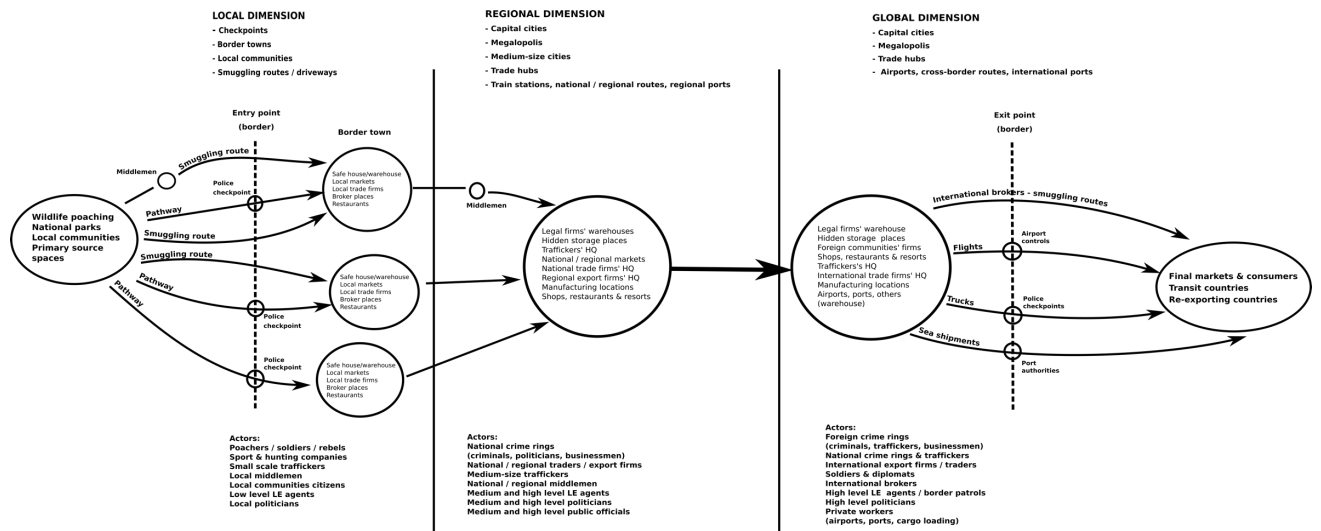 LOCAL DIMENSION
- Checkpoints
- Border towns
- Local communities
- Smuggling routes / driveways
REGIONAL DIMENSION
- Capital cities
- Megalopolis
- Medium-size cities
- Trade hubs
- Train stations, national / regional routes, regional ports
GLOBAL DIMENSION
- Capital cities
- Megalopolis
- Trade hubs
- Airports, cross-border routes, international ports
Entry point
(border)
Border town
Middlemen
Smuggling route
Police
checkpoint
Pathway
Smuggling route
Smuggling route
Pathway
Pathway
Police
checkpoint
Police
checkpoint
Wildlife poaching
National parks
Local communities
Primary source
spaces
Safe house/warehouse
Local markets
Local trade firms
Broker places
Restaurants
Safe house/warehouse
Local markets
Local trade firms
Broker places
Restaurants
Safe house/warehouse
Local markets
Local trade firms
Broker places
Restaurants
Middlemen
Legal firms' warehouses
Hidden storage places
Traffickers' HQ
National / regional markets
National trade firms' HQ
Regional export firms' HQ
Manufacturing locations
Shops, restaurants & resorts
Legal firms' warehouse
Hidden storage places
Foreign communities' firms
Shops, restaurants & resorts
Traffickers's HQ
International trade firms' HQ
Manufacturing locations
Airports, ports, others
(warehouse)
Exit point
(border)
International brokers - smuggling routes
Flights
Airport
controls
Trucks
Police
checkpoints
Sea shipments
Port
authorities
Final markets & consumers
Transit countries
Re-exporting countries
Actors:
Poachers / soldiers / rebels
Sport & hunting companies
Small scale traffickers
Local middlemen
Local communities citizens
Low level LE agents
Local politicians
Actors:
National crime rings
(criminals, politicians, businessmen)
National / regional traders / export firms
Medium-size traffickers
National / regional middlemen
Medium and high level LE agents
Medium and high level politicians
Medium and high level public officials
Actors:
Foreign crime rings
(criminals, traffickers, businessmen)
National crime rings & traffickers
International export firms / traders
Soldiers & diplomats
International brokers
High level LE agents / border patrols
High level politicians
Private workers
(airports, ports, cargo loading)